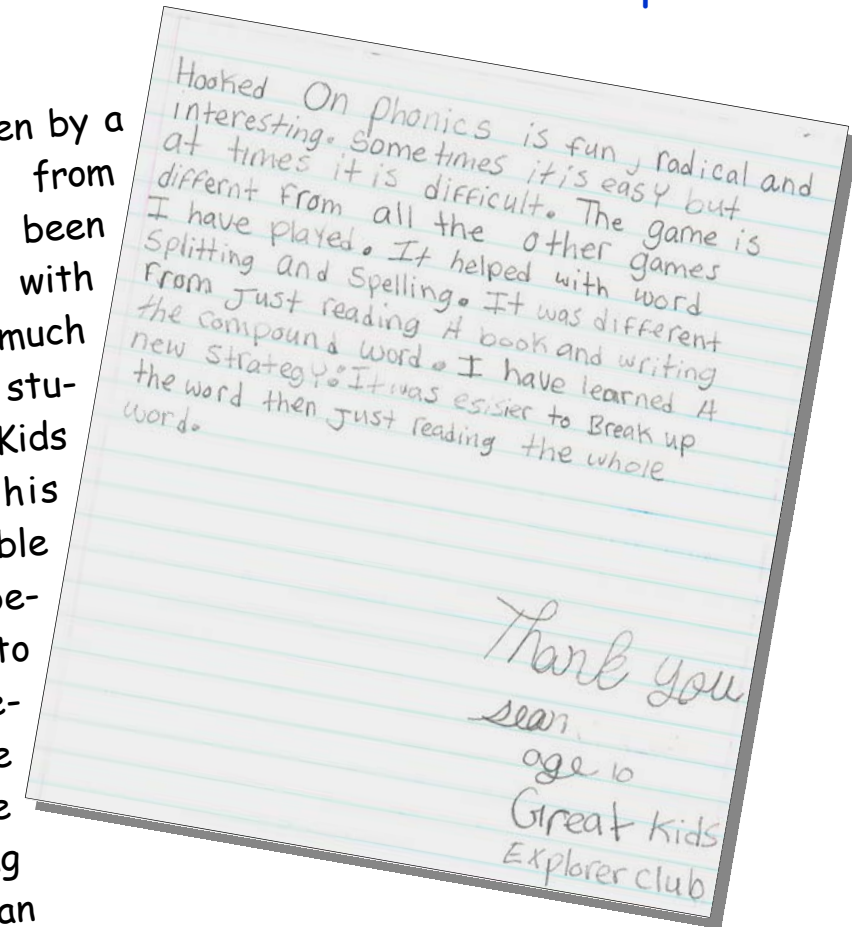 en by a
from
been
with
much
stu-
Kids
his
ble
to
e-
e
e
g
an
Hooked On phonics is fun, radical and
interesting. Sometimes it is easy but
at times it is difficult. The game is
differnt From all the other games
I have played. It helped with word
Splitting and Spelling. It was different
From Just reading A book and writing
the compound word. I have learned A
new Strategy: It was esisier to Break up
the word then Just reading the whole
word.
Thank you
sean
age 10
Great Kids
Explorer club